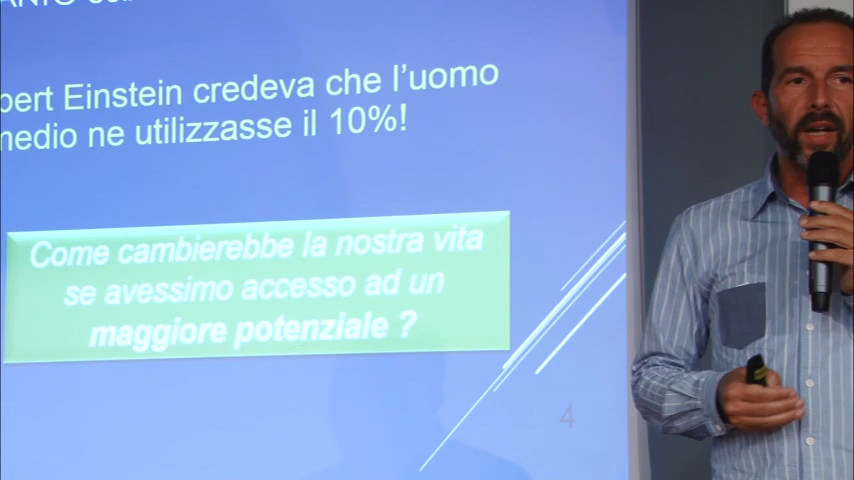 bert Einstein credeva che l'uomo
medio ne utilizzasse il 10%!
Come cambierebbe la nostra vita
se avessimo accesso ad un
maggiore potenziale ?
4